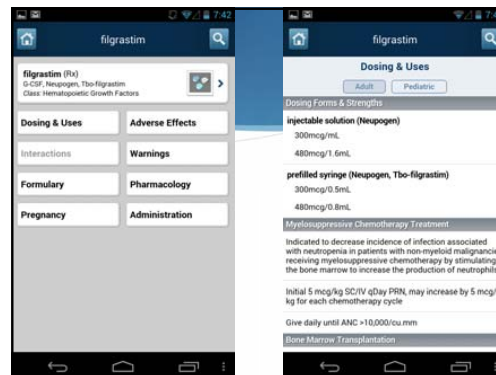 7:42
filgrastim
filgrastim (Rx)
G-CSF, Neupogen, Tbo-filgrastim
Class: Hematopoietic Growth Factors
Dosing & Uses
Adverse Effects
Interactions
Warnings
Formulary
Pharmacology
Pregnancy
Administration
7:4
filgrastim
Dosing & Uses
Adult
Pediatric
Dosing Forms & Strengths
injectable solution (Neupogen)
300mcg/mL
480mcg/1.6mL
prefilled syringe (Neupogen, Tbo-filgrastim)
300mcg/0.5mL
480mcg/0.8mL
Myelosuppressive Chemotherapy Treatment
Indicated to decrease incidence of infection associated
with neutropenia in patients with non-myeloid malignancie
receiving myelosuppressive chemotherapy by stimulating
the bone marrow to increase the production of neutrophils
Initial 5 mcg/kg SC/IV qDay PRN, may increase by 5 mcg/
kg for each chemotherapy cycle
Give daily until ANC >10,000/cu.mm
Bone Marrow Transplantation